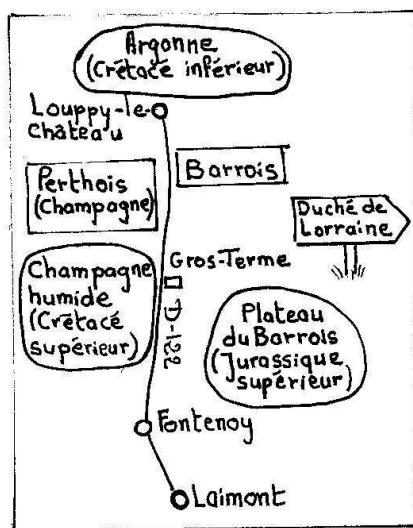 Argonne
(Crétacé inférieur)
Louppy-le-
château
Perthois
(Champagne)
Barrois
Duché de
Lorraine
Gros-Terme
Champagne
humide
(Crétacé
supérieur)
D-122
Plateau
du Barrois
(Jurassique
supérieur)
Fontenoy
Laimont